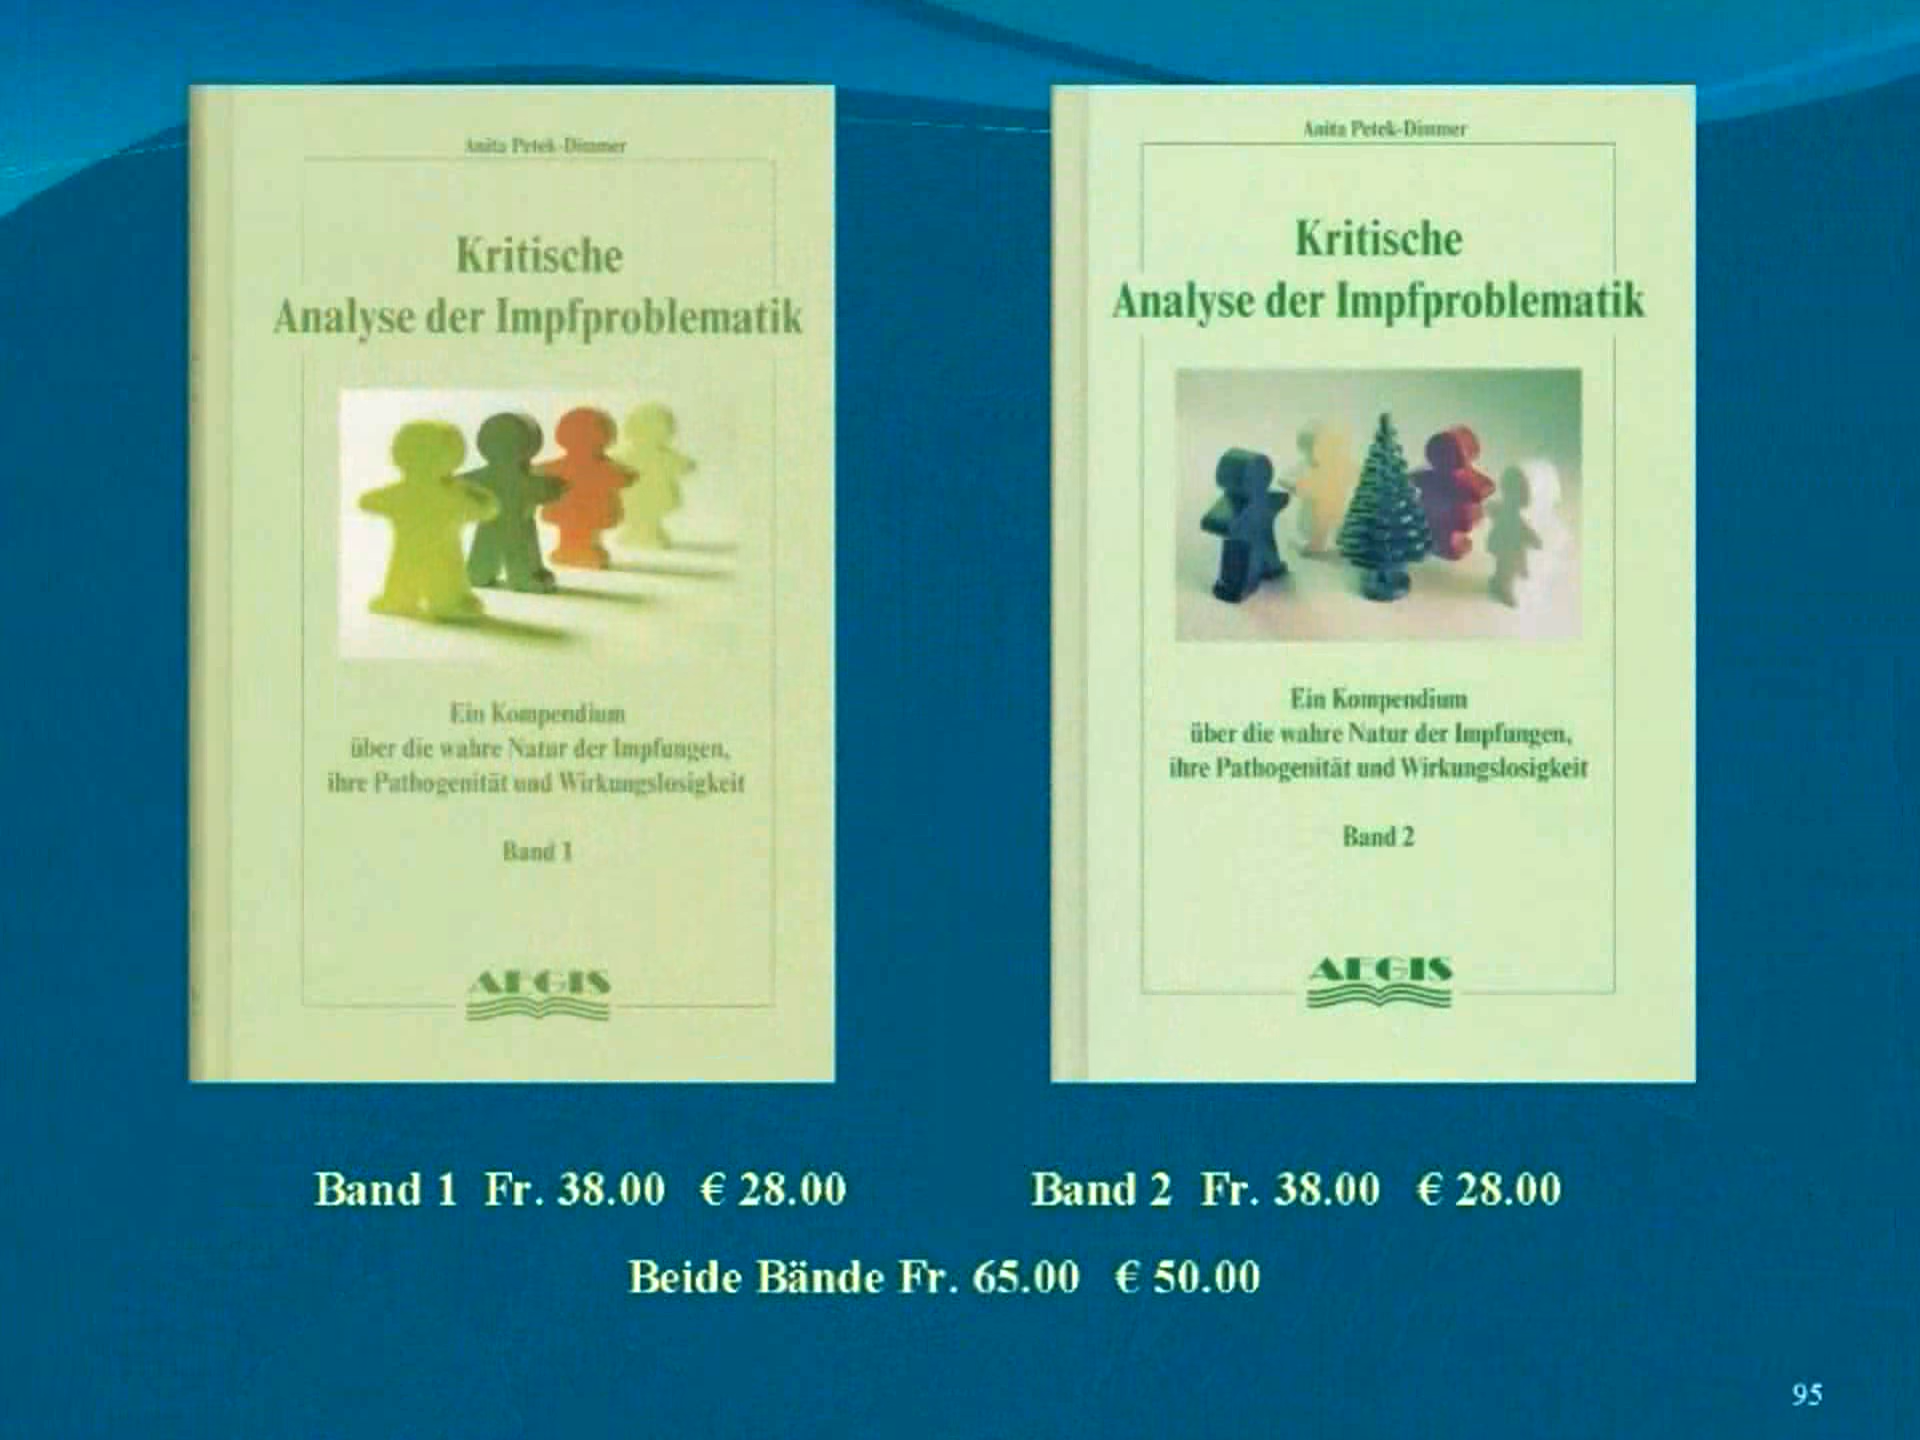 Anita Petek-Dimmer
Kritische
Analyse der Impfproblematik
Ein Kompendium
über die wahre Natur der Impfungen,
ihre Pathogenität und Wirkungslosigkeit
Band 1
AEGIS
Anita Petek-Dimmer
Kritische
Analyse der Impfproblematik
Ein Kompendium
über die wahre Natur der Impfungen,
ihre Pathogenität und Wirkungslosigkeit
Band 2
AEGIS
Band 1 Fr. 38.00 € 28.00
Band 2 Fr. 38.00 € 28.00
Beide Bände Fr. 65.00 € 50.00
95